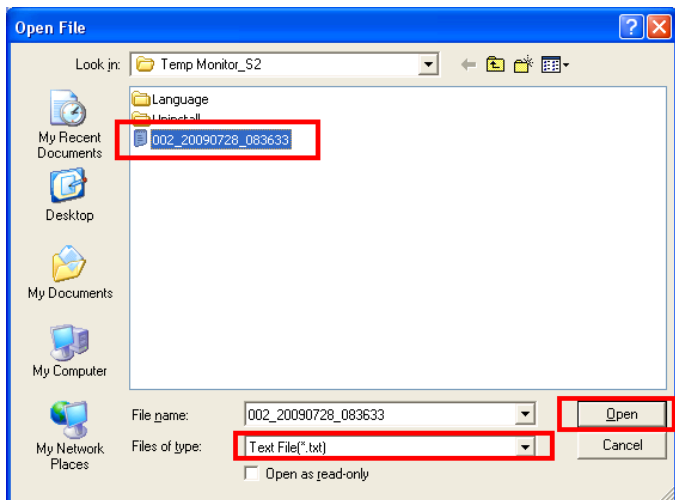 Open File
Look in:
Temp Monitor_S2
Language
Uninstall
002_20090728_083633
My Recent
Documents
Desktop
My Documents
My Computer
My Network
Places
File name:
002_20090728_083633
Open
Files of type:
Text File(*.txt)
Cancel
Open as read-only